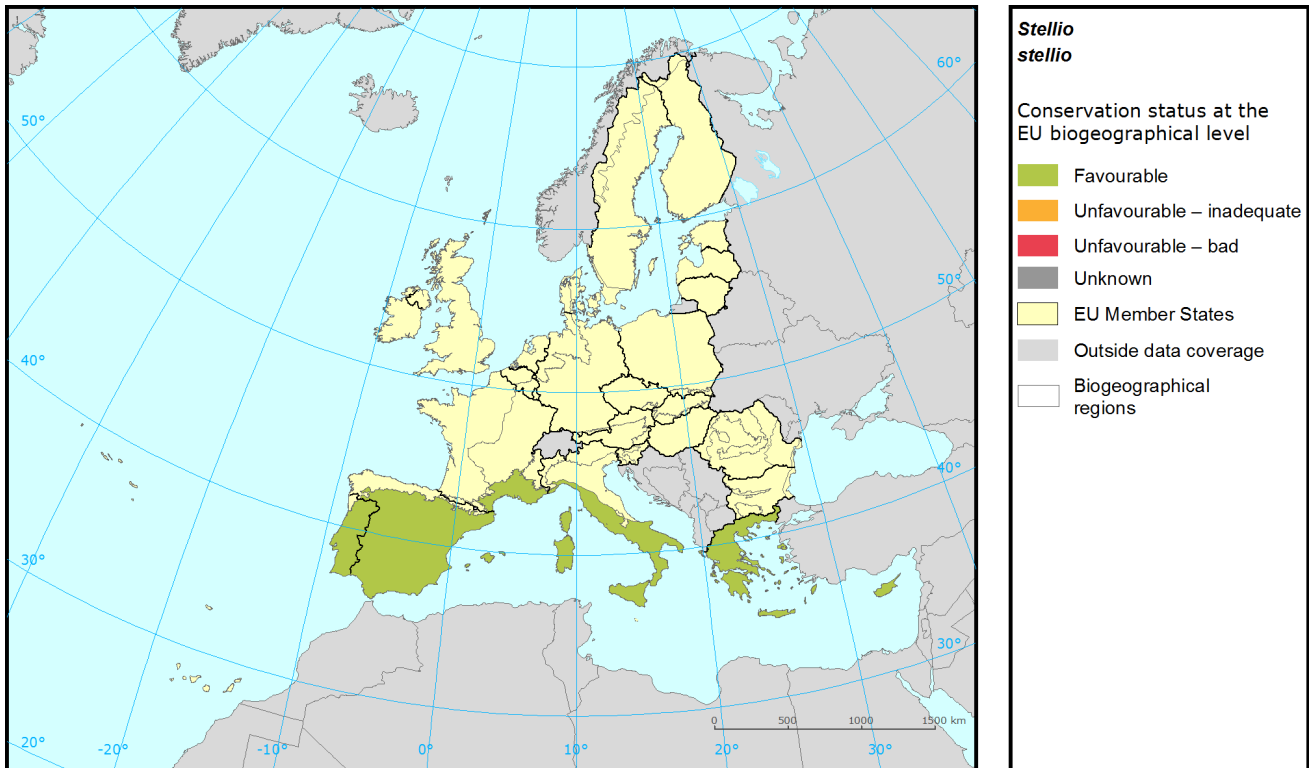 60°
50°
50°
40°
40°
30°
30°
20°
-20°
-10°
0°
10°
20°
30°
0
500
1000
1500 km
Stellio
stellio
Conservation status at the
EU biogeographical level
Favourable
Unfavourable – inadequate
Unfavourable – bad
Unknown
EU Member States
Outside data coverage
Biogeographical
regions